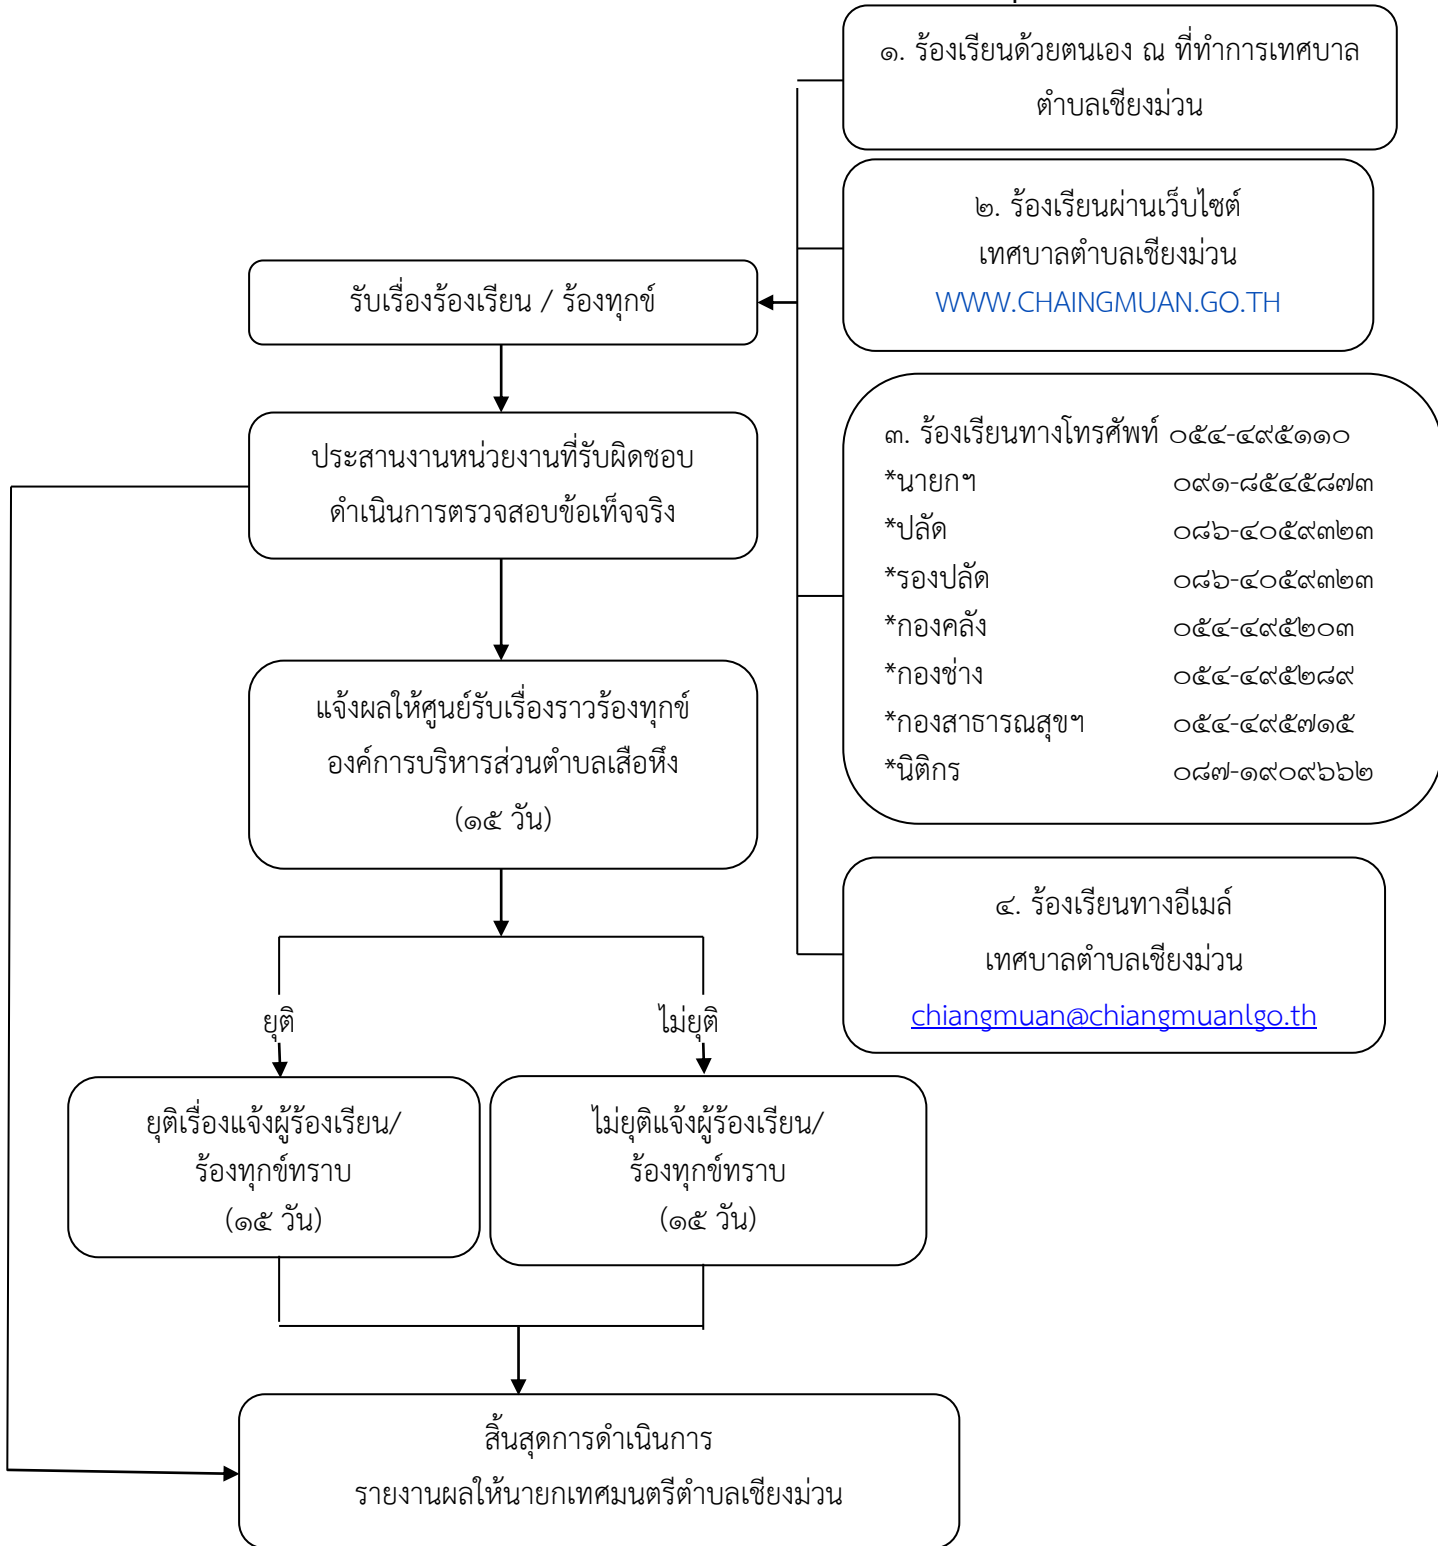 ๑. ร้องเรียนด้วยตนเอง ณ ที่ทำการเทศบาล
ตำบลเชียงม่วน
๒. ร้องเรียนผ่านเว็บไซต์
เทศบาลตำบลเชียงม่วน
WWW.CHAINGMUAN.GO.TH
๓. ร้องเรียนทางโทรศัพท์ ๐๕๔-๔๙๕๑๑๐
*นายกฯ ๐๙๑-๘๕๔๕๘๗๓
*ปลัด ๐๘๖-๔๐๕๙๓๒๓
*รองปลัด ๐๘๖-๔๐๕๙๓๒๓
*กองคลัง ๐๕๔-๔๙๕๒๐๓
*กองช่าง ๐๕๔-๔๙๕๒๘๙
*กองสาธารณสุขฯ ๐๕๔-๔๙๕๗๑๕
*นิติกร ๐๘๗-๑๙๐๙๖๖๒
๔. ร้องเรียนทางอีเมล์
เทศบาลตำบลเชียงม่วน
chiangmuan@chiangmuanlgo.th
รับเรื่องร้องเรียน / ร้องทุกข์
ประสานงานหน่วยงานที่รับผิดชอบ
ดำเนินการตรวจสอบข้อเท็จจริง
แจ้งผลให้ศูนย์รับเรื่องราวร้องทุกข์
องค์การบริหารส่วนตำบลเสือหึง
(๑๕ วัน)
ยุติ
ไม่ยุติ
ยุติเรื่องแจ้งผู้ร้องเรียน/
ร้องทุกข์ทราบ
(๑๕ วัน)
ไม่ยุติแจ้งผู้ร้องเรียน/
ร้องทุกข์ทราบ
(๑๕ วัน)
สิ้นสุดการดำเนินการ
รายงานผลให้นายกเทศมนตรีตำบลเชียงม่วน